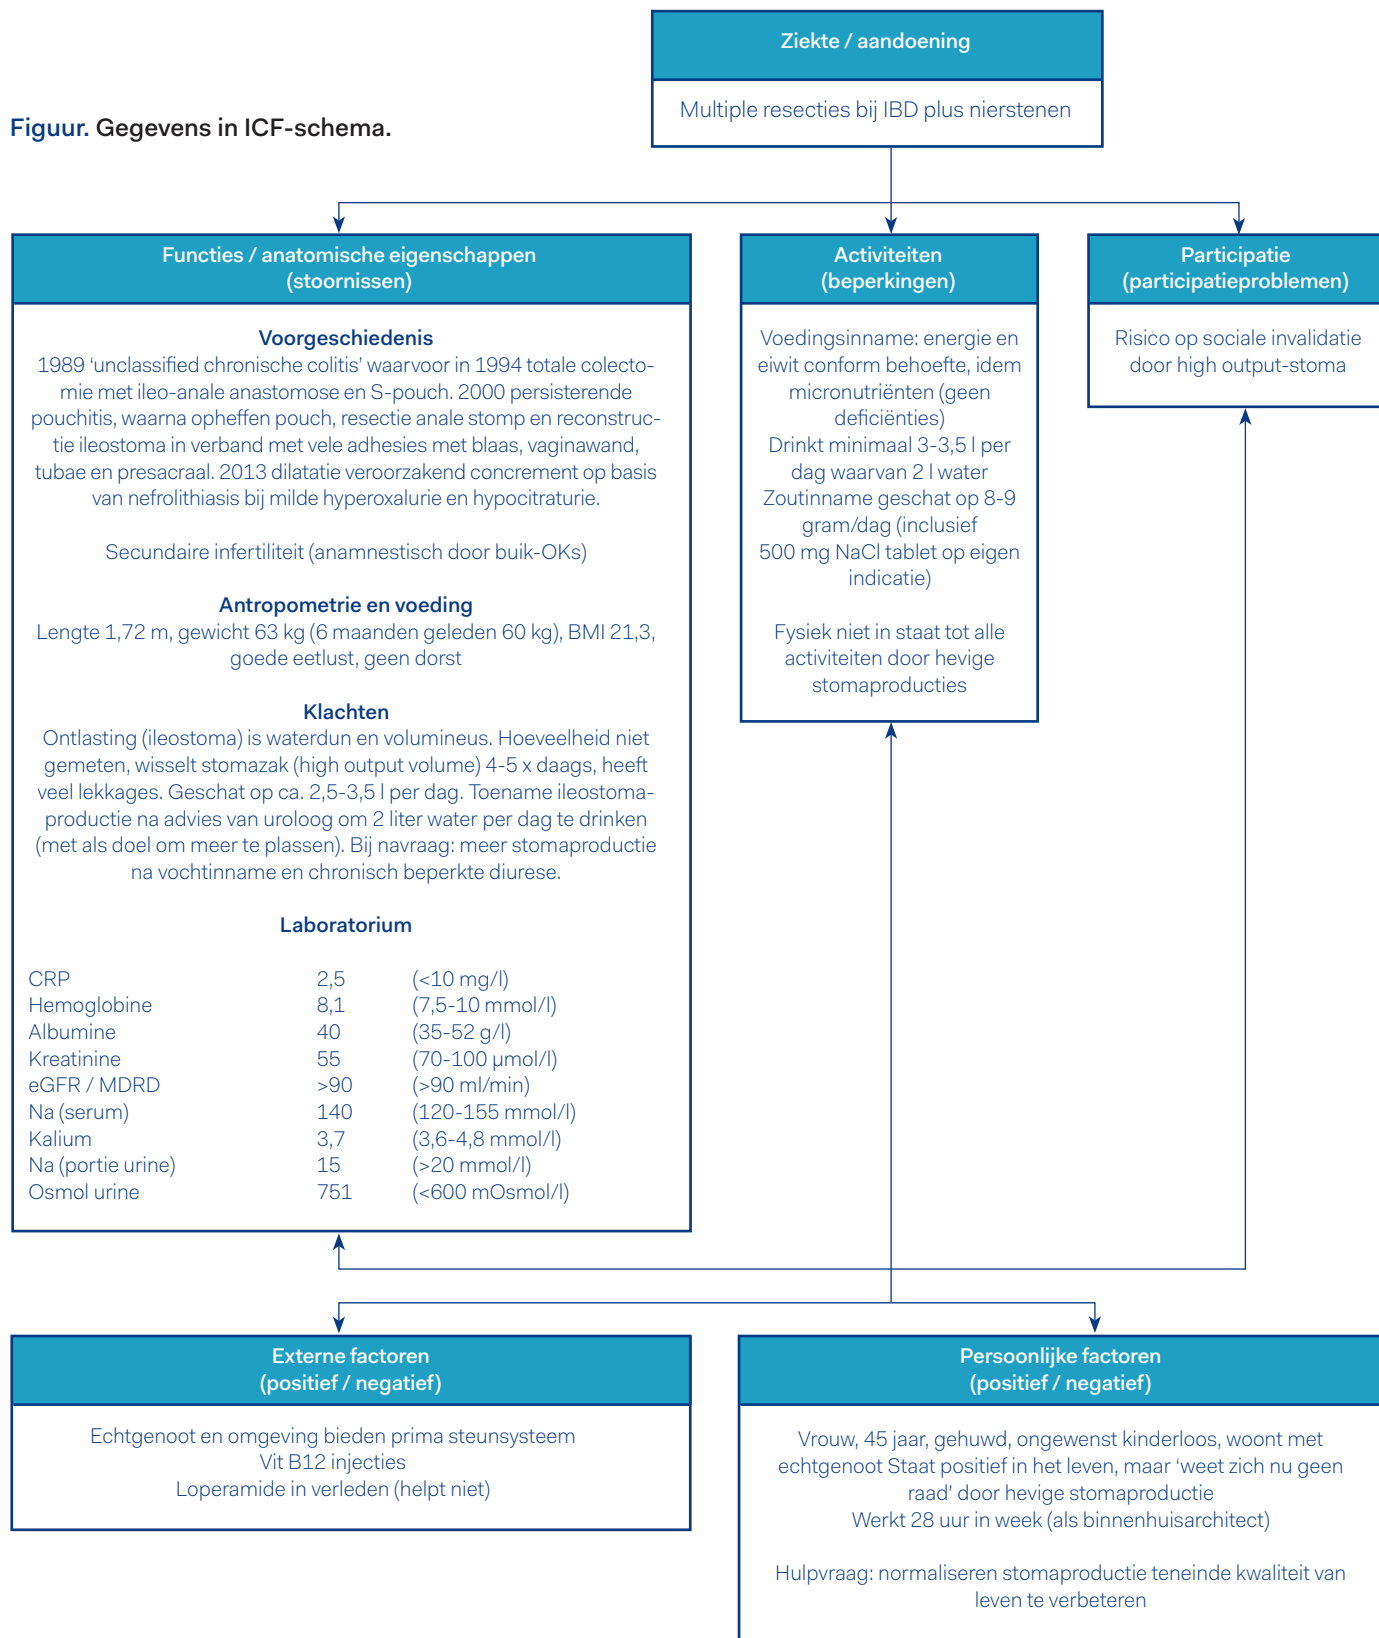 Ziekte / aandoening
Multiple resecties bij IBD plus nierstenen
Figuur. Gegevens in ICF-schema.
Functies / anatomische eigenschappen
(stoornissen)
Voorgeschiedenis
1989 ‘unclassified chronische colitis’ waarvoor in 1994 totale colecto-
mie met ileo-anale anastomose en S-pouch. 2000 persisterende
pouchitis, waarna opheffen pouch, resectie anale stomp en reconstruc-
tie ileostoma in verband met vele adhesies met blaas, vaginawand,
tubae en presacraal. 2013 dilatatie veroorzakend concrement op basis
van nefrolithiasis bij milde hyperoxalurie en hypocitraturie.
Secundaire infertiliteit (anamnestisch door buik-OKs)
Antropometrie en voeding
Lengte 1,72 m, gewicht 63 kg (6 maanden geleden 60 kg), BMI 21,3,
goede eetlust, geen dorst
Klachten
Ontlasting (ileostoma) is waterdun en volumineus. Hoeveelheid niet
gemeten, wisselt stomazak (high output volume) 4-5 x daags, heeft
veel lekkages. Geschat op ca. 2,5-3,5 l per dag. Toename ileostoma-
productie na advies van uroloog om 2 liter water per dag te drinken
(met als doel om meer te plassen). Bij navraag: meer stomaproductie
na vochtinname en chronisch beperkte diurese.
Laboratorium
CRP 2,5 (<10 mg/l)
Hemoglobine 8,1 (7,5-10 mmol/l)
Albumine 40 (35-52 g/l)
Kreatinine 55 (70-100 µmol/l)
eGFR / MDRD >90 (>90 ml/min)
Na (serum) 140 (120-155 mmol/l)
Kalium 3,7 (3,6-4,8 mmol/l)
Na (portie urine) 15 (>20 mmol/l)
Osmol urine 751 (<600 mOsmol/l)
Activiteiten
(beperkingen)
Voedingsinname: energie en
eiwit conform behoefte, idem
micronutriënten (geen
deficiënties)
Drinkt minimaal 3-3,5 l per
dag waarvan 2 l water
Zoutinname geschat op 8-9
gram/dag (inclusief
500 mg NaCl tablet op eigen
indicatie)
Fysiek niet in staat tot alle
activiteiten door hevige
stomaproducties
Participatie
(participatieproblemen)
Risico op sociale invalidatie
door high output-stoma
Externe factoren
(positief / negatief)
Echtgenoot en omgeving bieden prima steunsysteem
Vit B12 injecties
Loperamide in verleden (helpt niet)
Persoonlijke factoren
(positief / negatief)
Vrouw, 45 jaar, gehuwd, ongewenst kinderloos, woont met
echtgenoot Staat positief in het leven, maar ‘weet zich nu geen
raad’ door hevige stomaproductie
Werkt 28 uur in week (als binnenhuisarchitect)
Hulpvraag: normaliseren stomaproductie teneinde kwaliteit van
leven te verbeteren